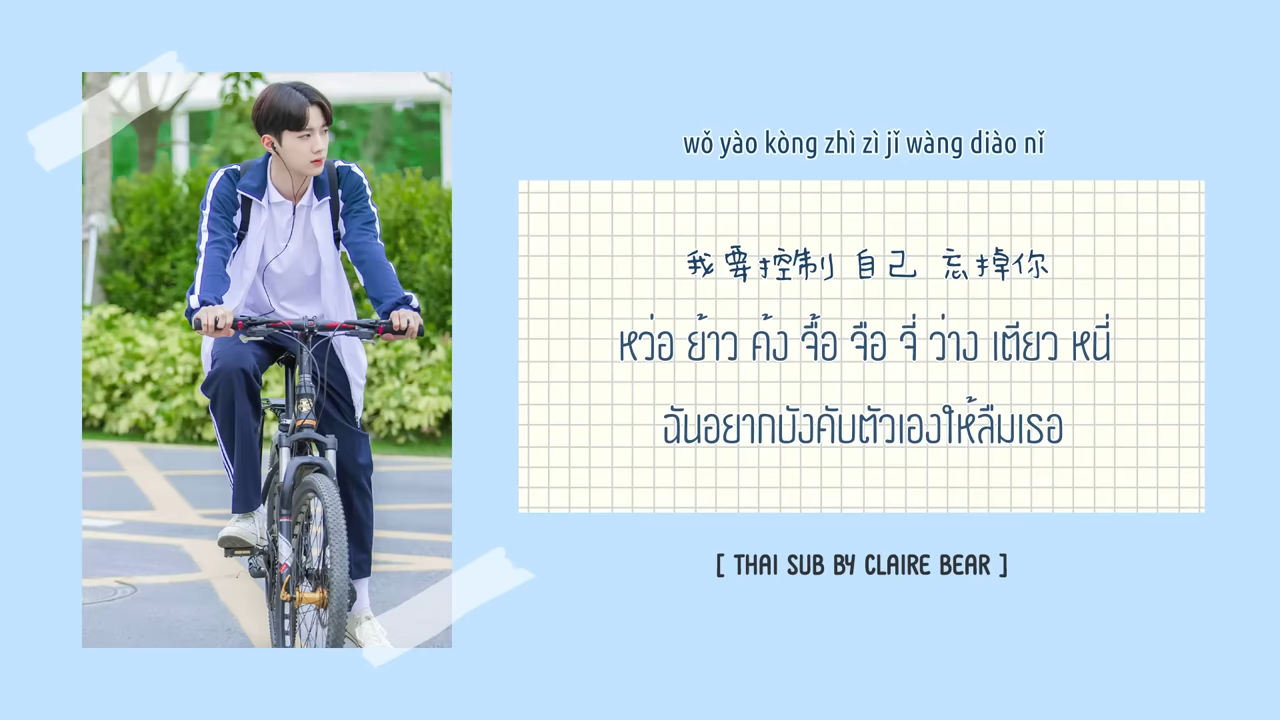 wǒ yào kòng zhì zì jǐ wàng diào nǐ
我要控制 自己 忘掉你
หว่อ ย้าว ค้ง จื้อ จือ จี่ ว่าง เตียว หนี่
ฉันอยากบังคับตัวเองให้ลืมเธอ
[ THAI SUB BY CLAIRE BEAR ]